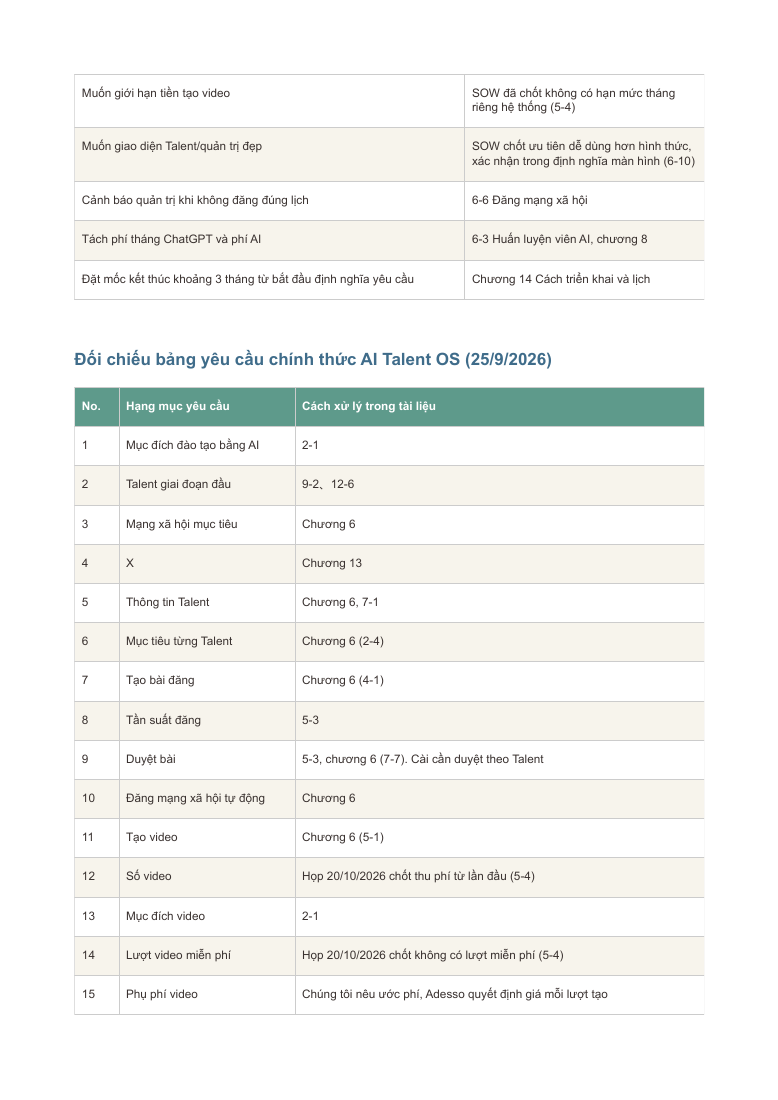 Muốn giới hạn tiền tạo video
SOW đã chốt không có hạn mức tháng
riêng hệ thống (5-4)
Muốn giao diện Talent/quản trị đẹp
SOW chốt ưu tiên dễ dùng hơn hình thức,
xác nhận trong định nghĩa màn hình (6-10)
Cảnh báo quản trị khi không đăng đúng lịch
6-6 Đăng mạng xã hội
Tách phí tháng ChatGPT và phí AI
6-3 Huấn luyện viên AI, chương 8
Đặt mốc kết thúc khoảng 3 tháng từ bắt đầu định nghĩa yêu cầu
Chương 14 Cách triển khai và lịch
Đối chiếu bảng yêu cầu chính thức AI Talent OS (25/9/2026)
No. Hạng mục yêu cầu Cách xử lý trong tài liệu
1 Mục đích đào tạo bằng AI 2-1
2 Talent giai đoạn đầu 9-2、12-6
3 Mạng xã hội mục tiêu Chương 6
4 X Chương 13
5 Thông tin Talent Chương 6, 7-1
6 Mục tiêu từng Talent Chương 6 (2-4)
7 Tạo bài đăng Chương 6 (4-1)
8 Tần suất đăng 5-3
9 Duyệt bài 5-3, chương 6 (7-7). Cài cần duyệt theo Talent
10 Đăng mạng xã hội tự động Chương 6
11 Tạo video Chương 6 (5-1)
12 Số video Họp 20/10/2026 chốt thu phí từ lần đầu (5-4)
13 Mục đích video 2-1
14 Lượt video miễn phí Họp 20/10/2026 chốt không có lượt miễn phí (5-4)
15 Phụ phí video Chúng tôi nêu ước phí, Adesso quyết định giá mỗi lượt tạo